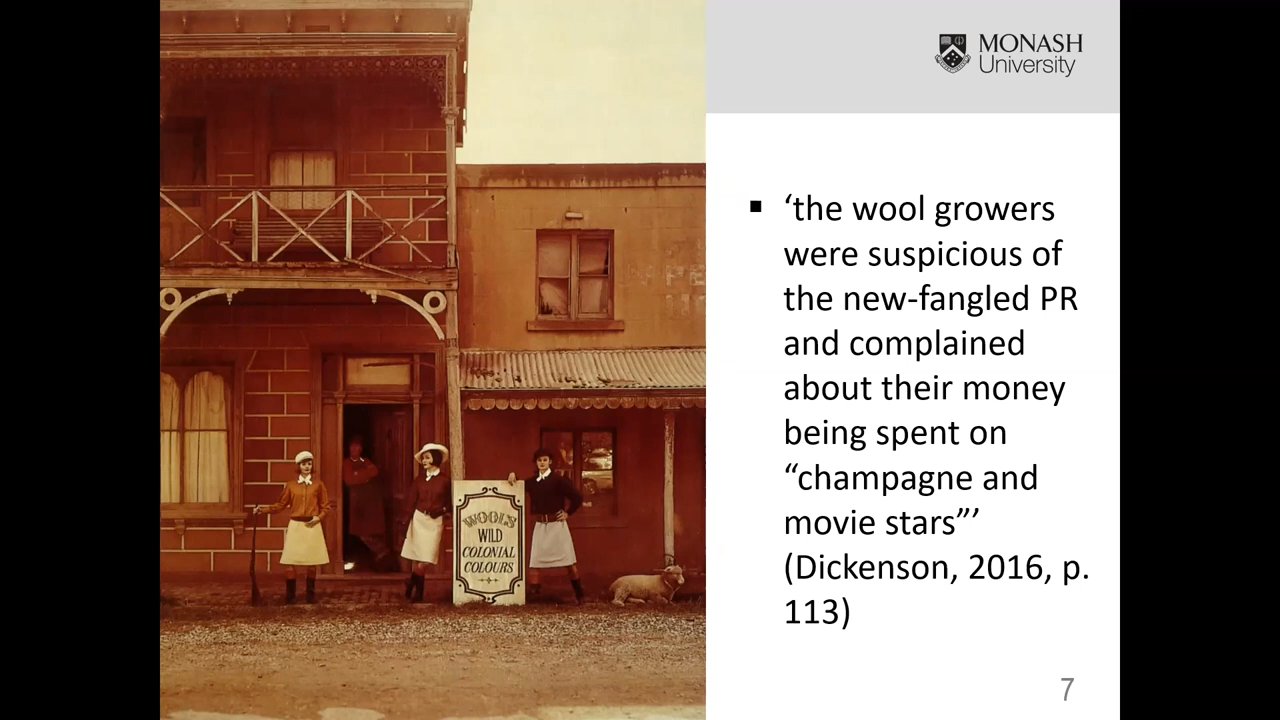 MONASH
University
‘the wool growers
were suspicious of
the new-fangled PR
and complained
about their money
being spent on
“champagne and
movie stars”’
(Dickenson, 2016, p.
113)
WOOLS
WILD
COLONIAL
COLOURS
7